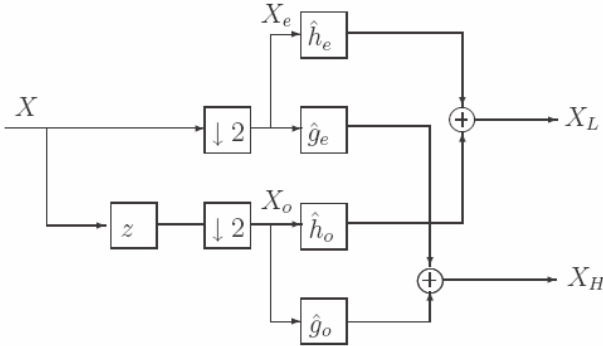 X_e
ĥ_e
X
↓ 2
ĝ_e
+
X_L
z
↓ 2
X_o
ĥ_o
+
X_H
ĝ_o